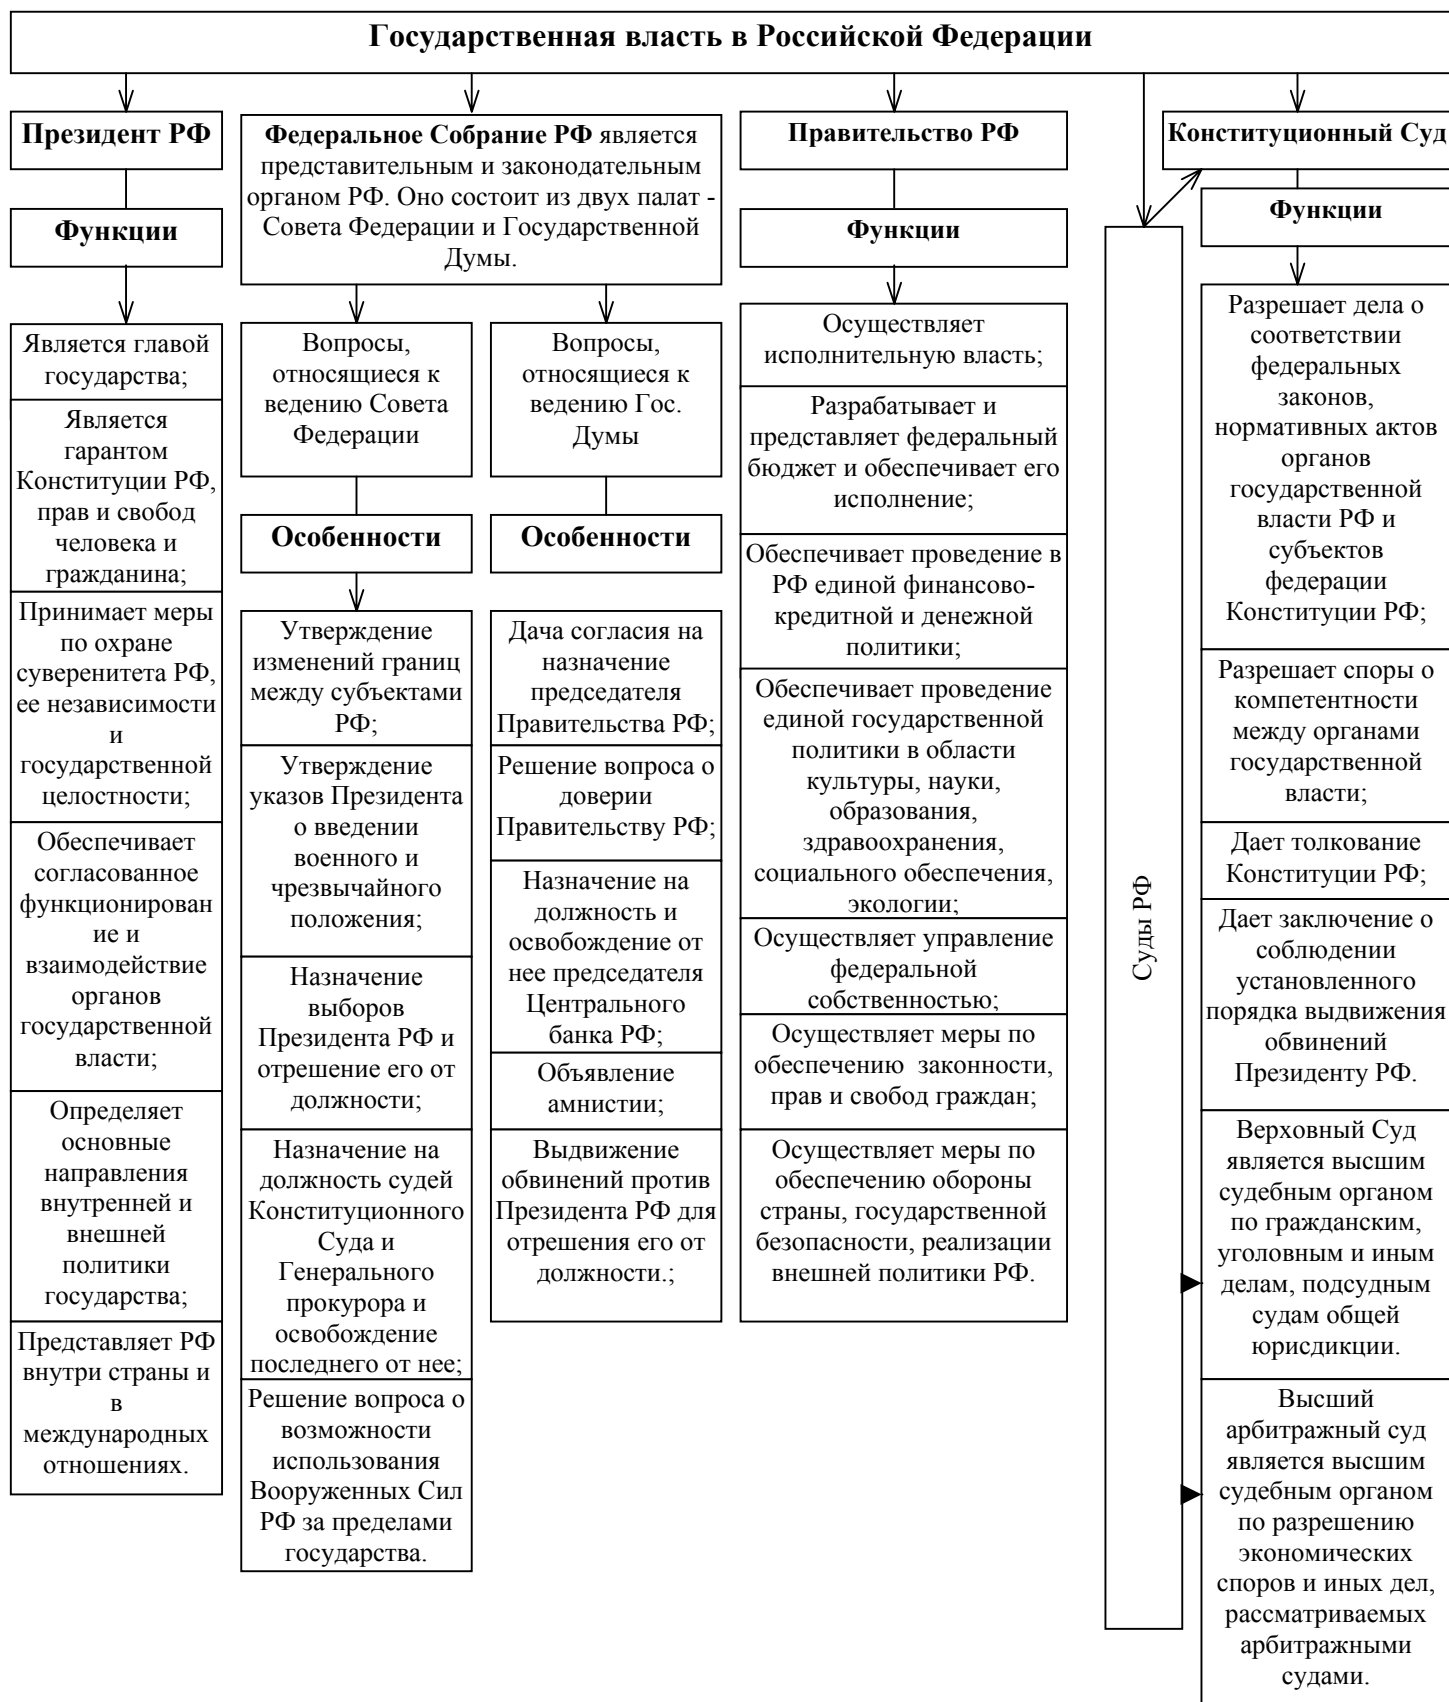 Государственная власть в Российской Федерации
Президент РФ
Функции
Является главой
государства;
Является
гарантом
Конституции РФ,
прав и свобод
человека и
гражданина;
Принимает меры
по охране
суверенитета РФ,
ее независимости
и
государственной
целостности;
Обеспечивает
согласованное
функционирован
ие и
взаимодействие
органов
государственной
власти;
Определяет
основные
направления
внутренней и
внешней
политики
государства;
Представляет РФ
внутри страны и
в
международных
отношениях.
Федеральное Собрание РФ является
представительным и законодательным
органом РФ. Оно состоит из двух палат -
Совета Федерации и Государственной
Думы.
Вопросы,
относящиеся к
ведению Совета
Федерации
Особенности
Утверждение
изменений границ
между субъектами
РФ;
Утверждение
указов Президента
о введении
военного и
чрезвычайного
положения;
Назначение
выборов
Президента РФ и
отрешение его от
должности;
Назначение на
должность судей
Конституционного
Суда и
Генерального
прокурора и
освобождение
последнего от нее;
Решение вопроса о
возможности
использования
Вооруженных Сил
РФ за пределами
государства.
Вопросы,
относящиеся к
ведению Гос.
Думы
Особенности
Дача согласия на
назначение
председателя
Правительства РФ;
Решение вопроса о
доверии
Правительству РФ;
Назначение на
должность и
освобождение от
нее председателя
Центрального
банка РФ;
Объявление
амнистии;
Выдвижение
обвинений против
Президента РФ для
отрешения его от
должности.;
Правительство РФ
Функции
Осуществляет
исполнительную власть;
Разрабатывает и
представляет федеральный
бюджет и обеспечивает его
исполнение;
Обеспечивает проведение в
РФ единой финансово-
кредитной и денежной
политики;
Обеспечивает проведение
единой государственной
политики в области
культуры, науки,
образования,
здравоохранения,
социального обеспечения,
экологии;
Осуществляет управление
федеральной
собственностью;
Осуществляет меры по
обеспечению законности,
прав и свобод граждан;
Осуществляет меры по
обеспечению обороны
страны, государственной
безопасности, реализации
внешней политики РФ.
Суды РФ
Конституционный Суд
Функции
Разрешает дела о
соответствии
федеральных
законов,
нормативных актов
органов
государственной
власти РФ и
субъектов
федерации
Конституции РФ;
Разрешает споры о
компетентности
между органами
государственной
власти;
Дает толкование
Конституции РФ;
Дает заключение о
соблюдении
установленного
порядка выдвижения
обвинений
Президенту РФ.
Верховный Суд
является высшим
судебным органом
по гражданским,
уголовным и иным
делам, подсудным
судам общей
юрисдикции.
Высший
арбитражный суд
является высшим
судебным органом
по разрешению
экономических
споров и иных дел,
рассматриваемых
арбитражными
судами.